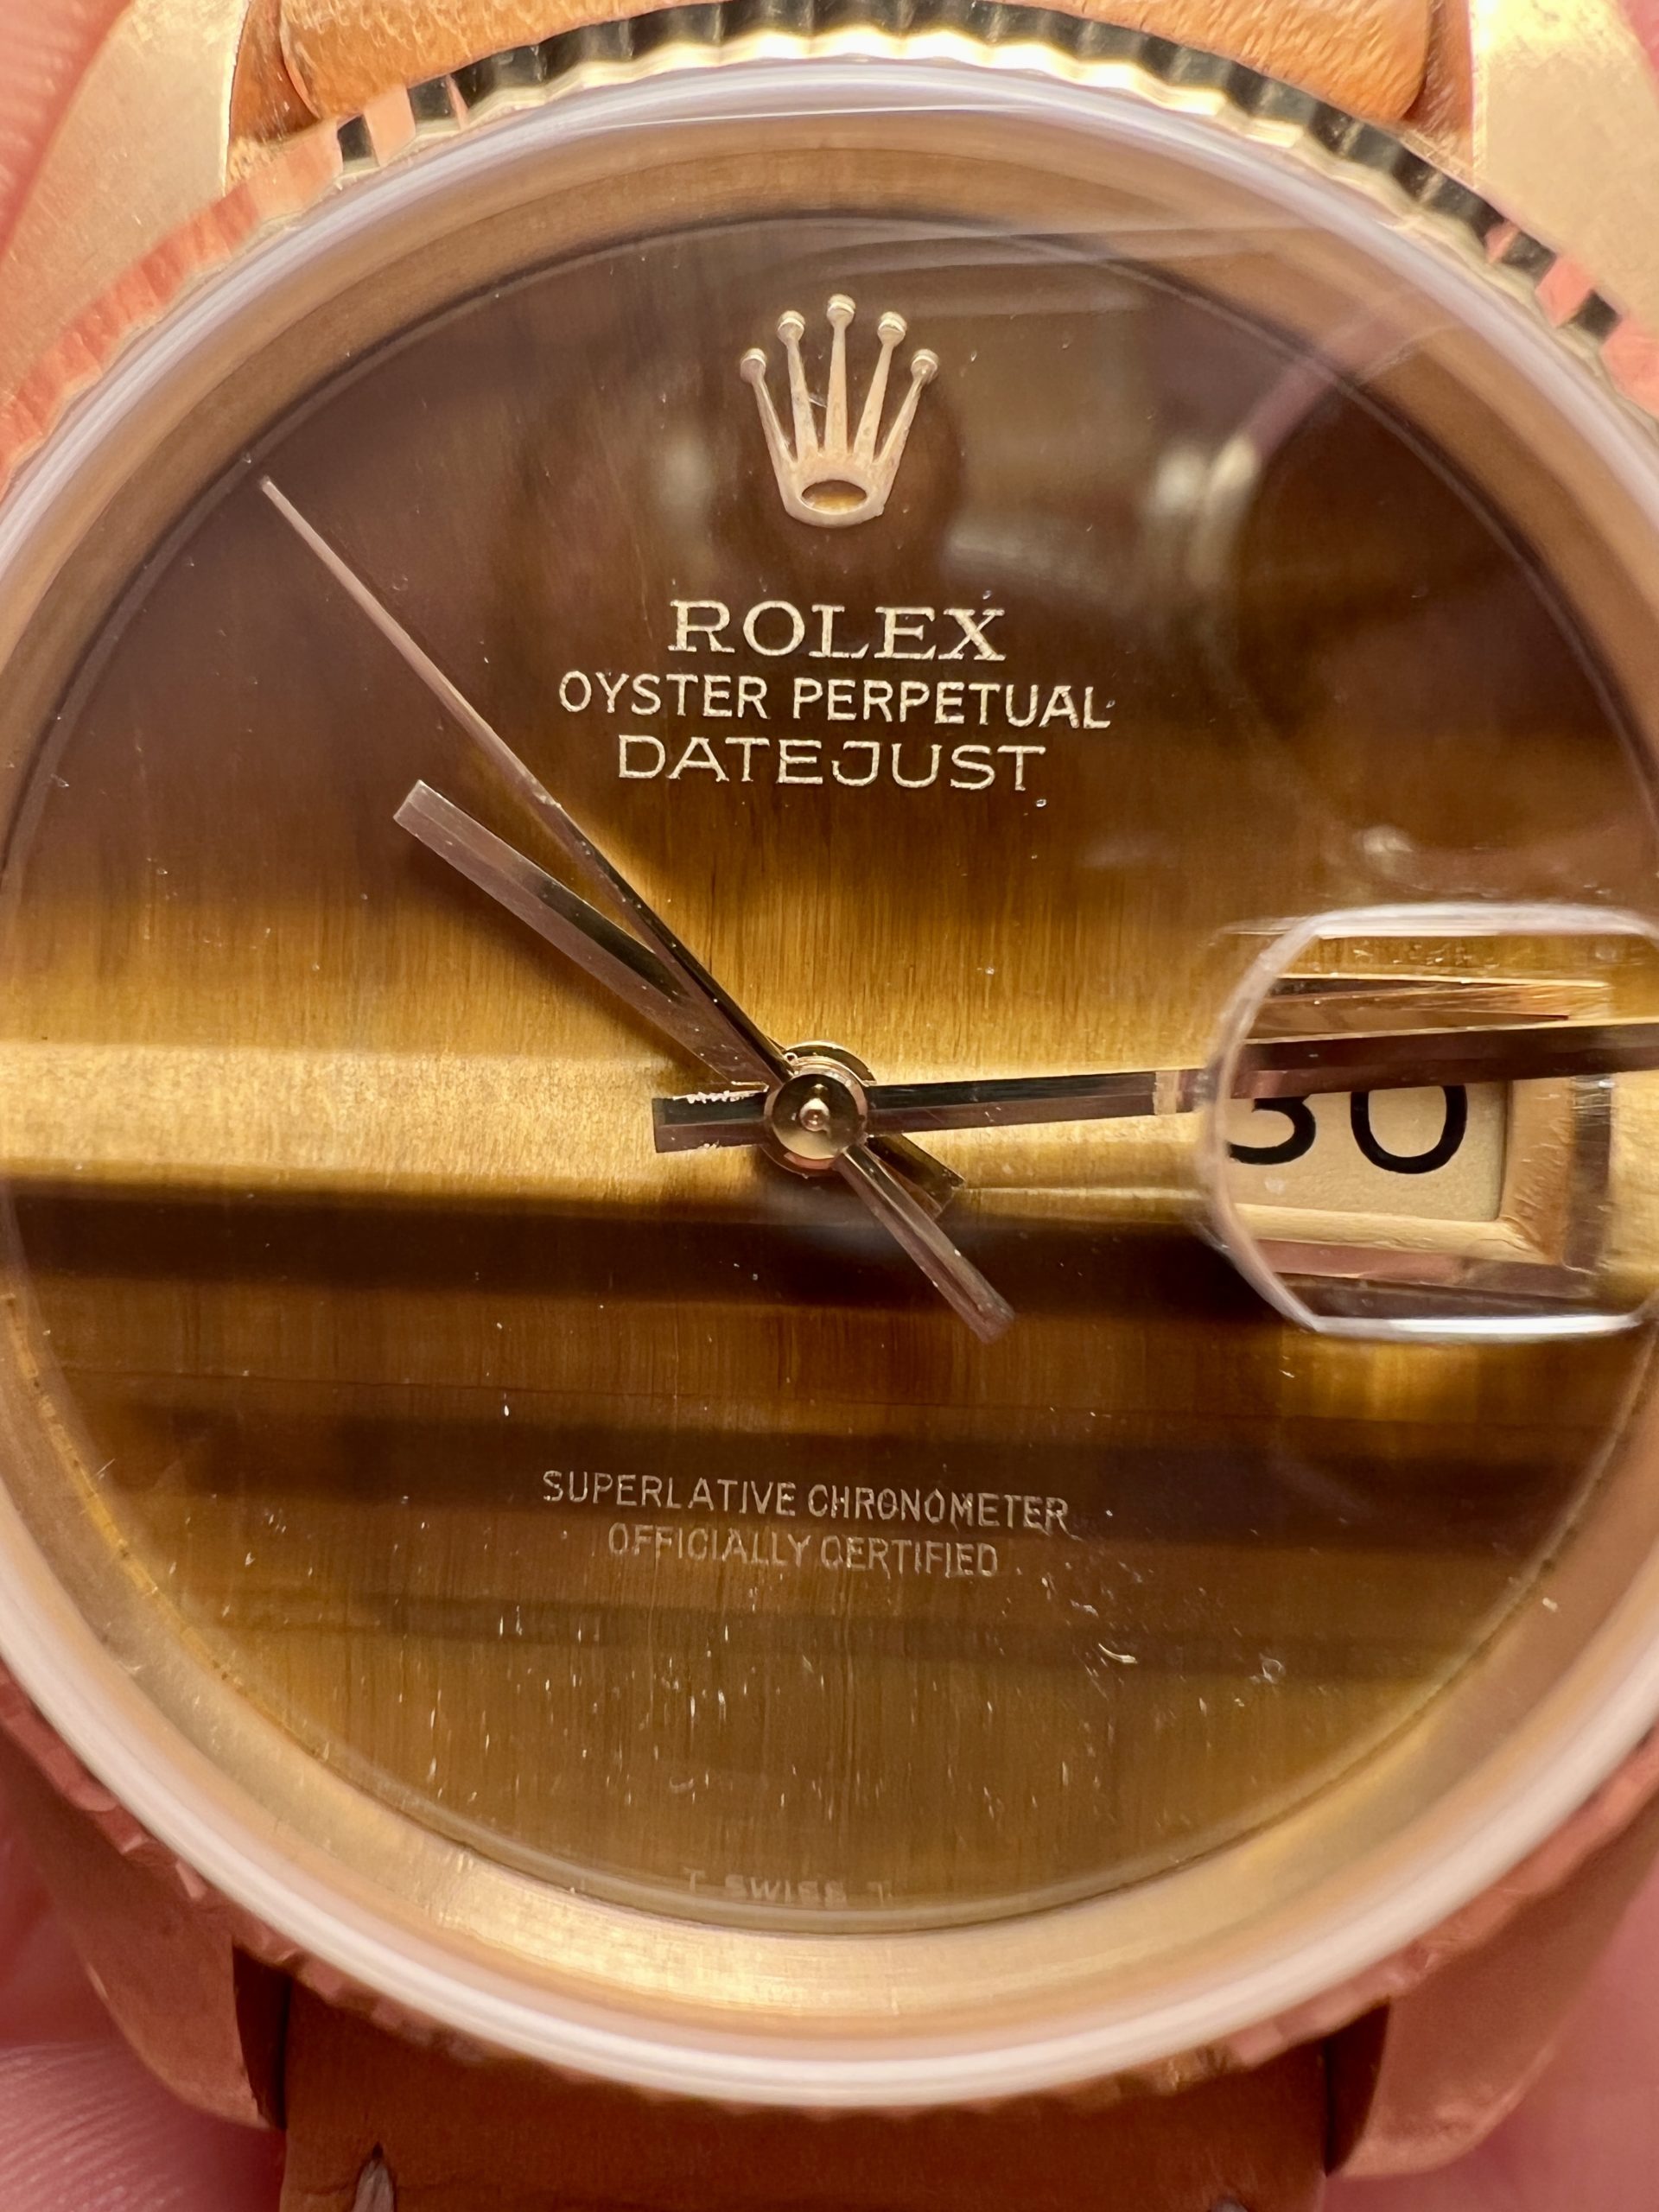 ROLEX
OYSTER PERPETUAL
DATEJUST
30
SUPERLATIVE CHRONOMETER
OFFICIALLY CERTIFIED
T SWISS T